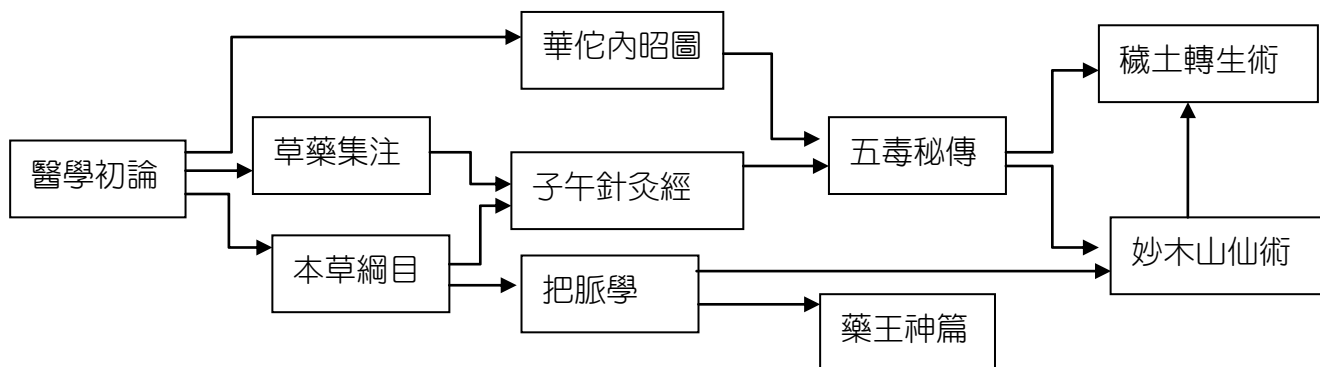 華佗內昭圖
穢土轉生術
草藥集注
五毒秘傳
醫學初論
子午針灸經
妙木山仙術
本草綱目
把脈學
藥王神篇